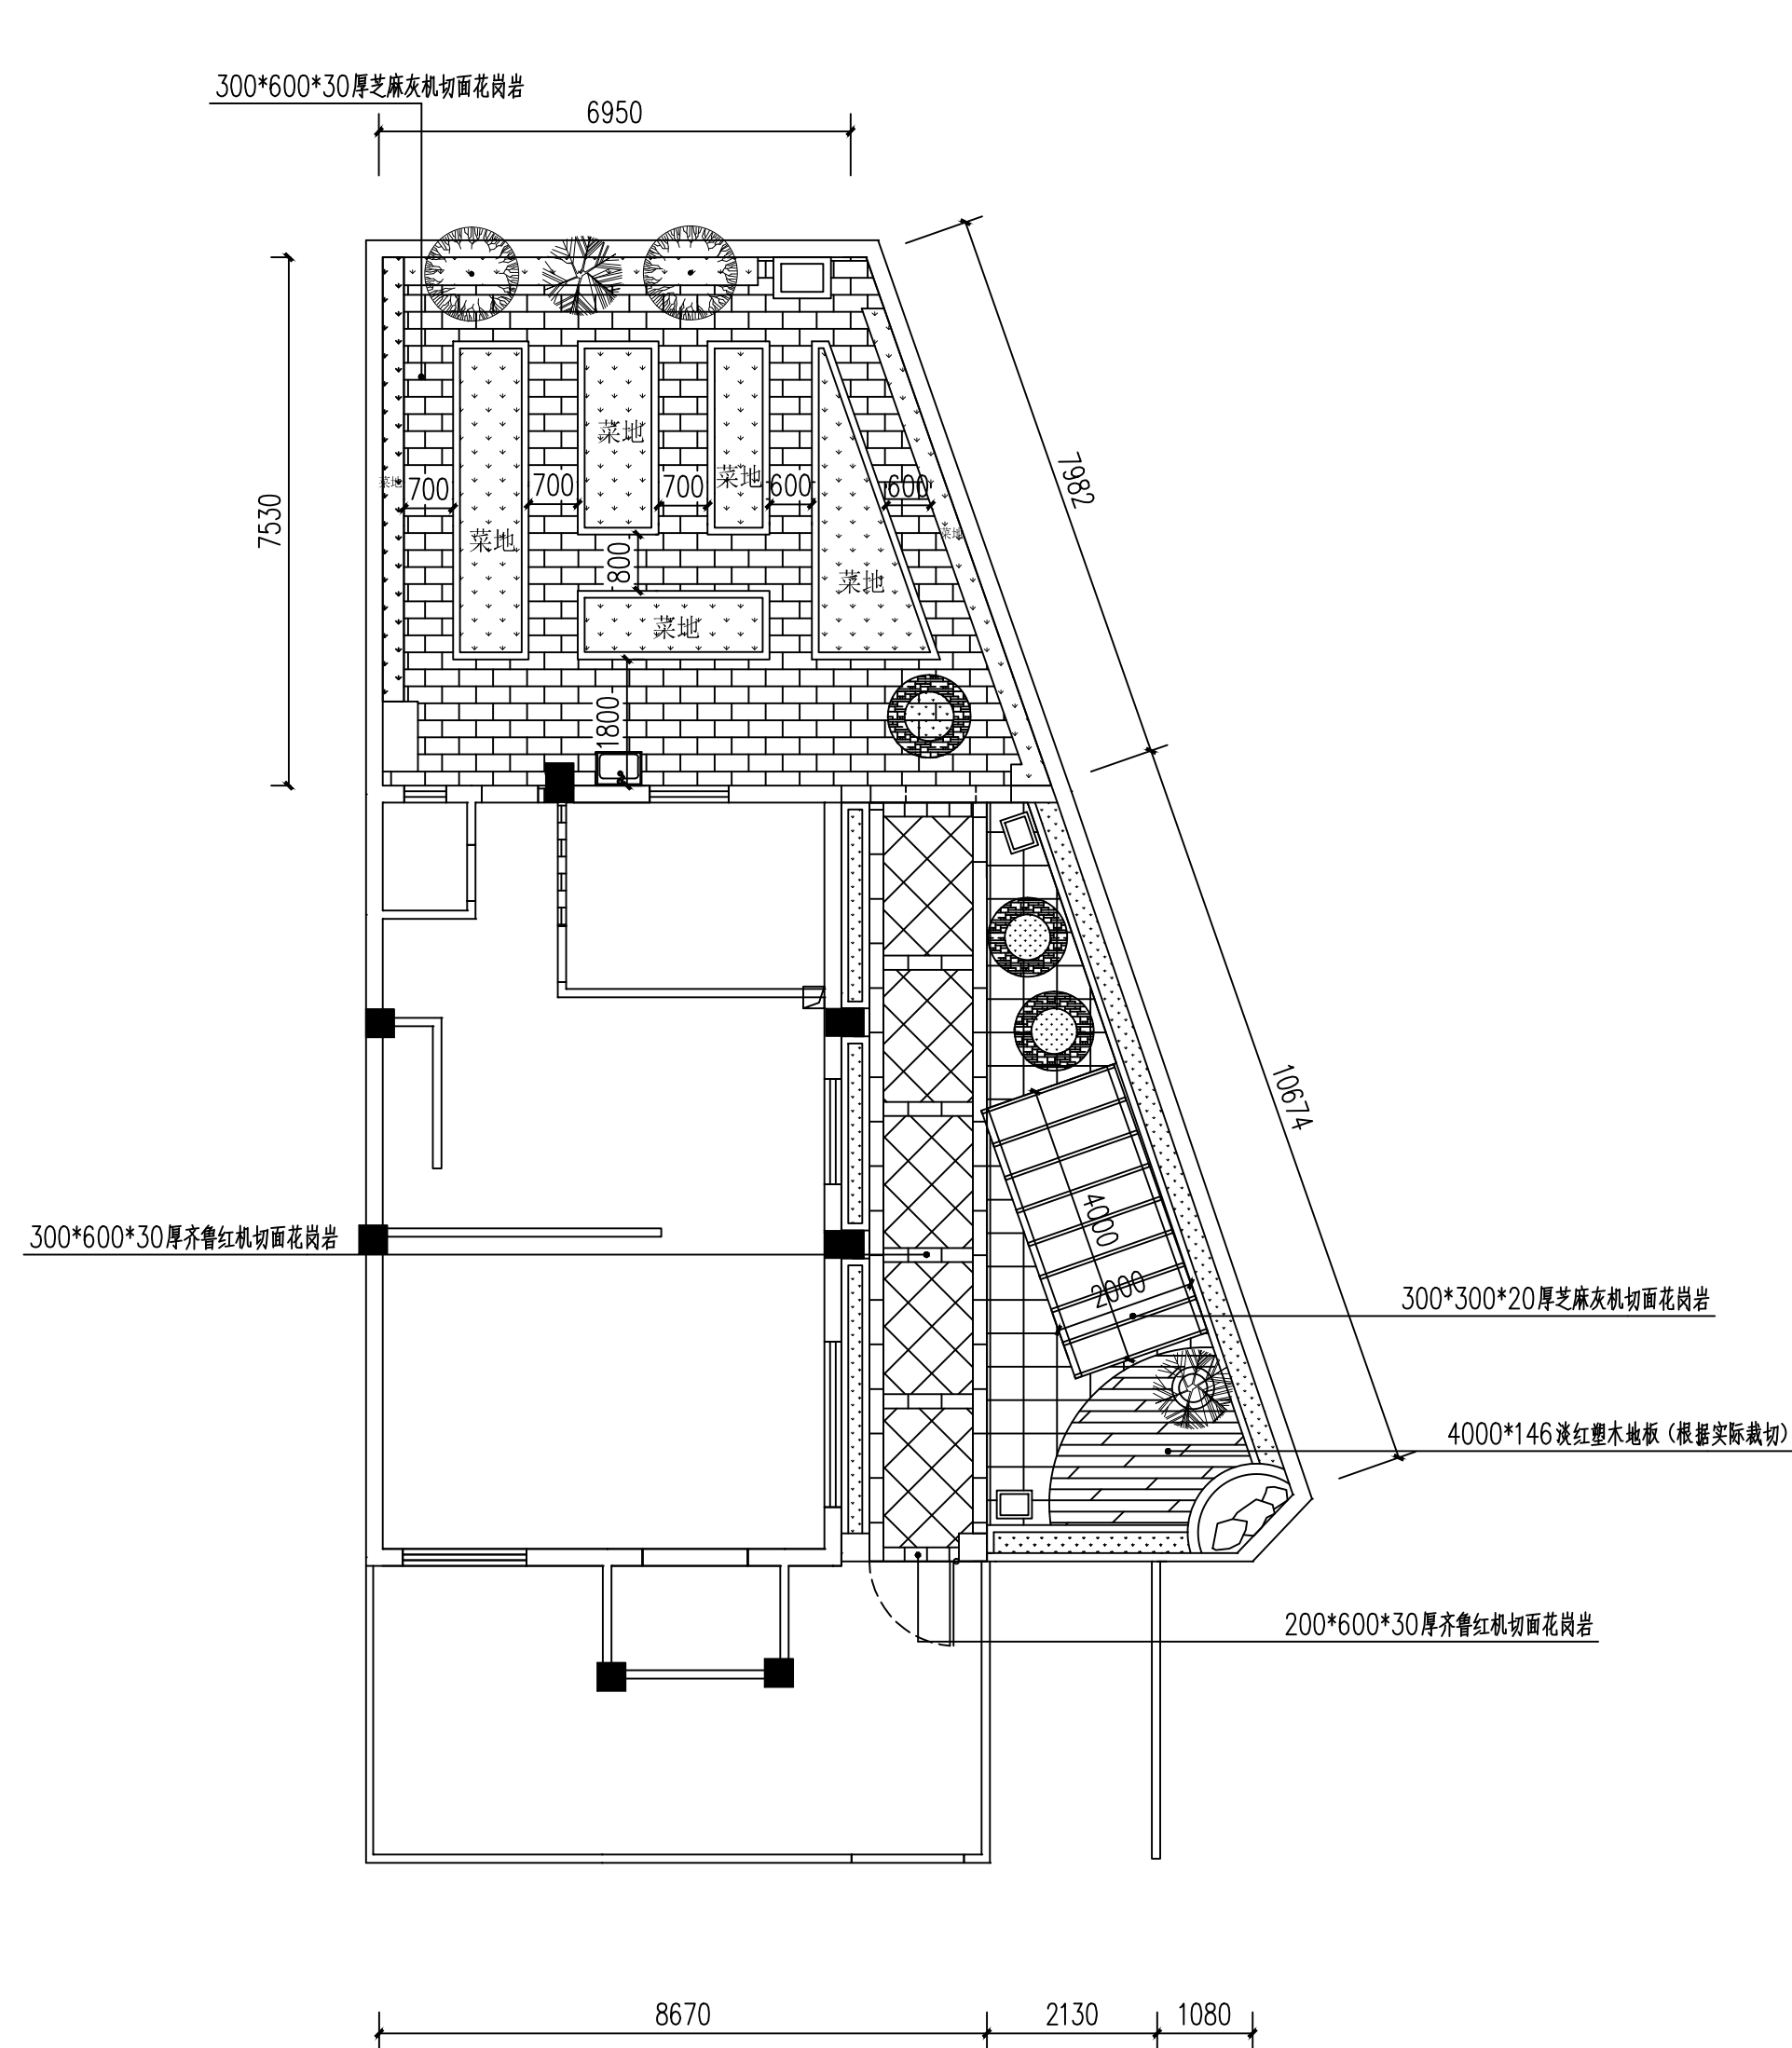 300*600*30厚芝麻灰机切面花岗岩
6950
7530
7982
菜地
菜地
菜地
700
700
700
600
600
菜地
菜地
800
菜地
菜地
1800
10674
4000
2000
300*600*30厚齐鲁红机切面花岗岩
300*300*20厚芝麻灰机切面花岗岩
4000*146淡红塑木地板（根据实际裁切）
200*600*30厚齐鲁红机切面花岗岩
8670
2130
1080